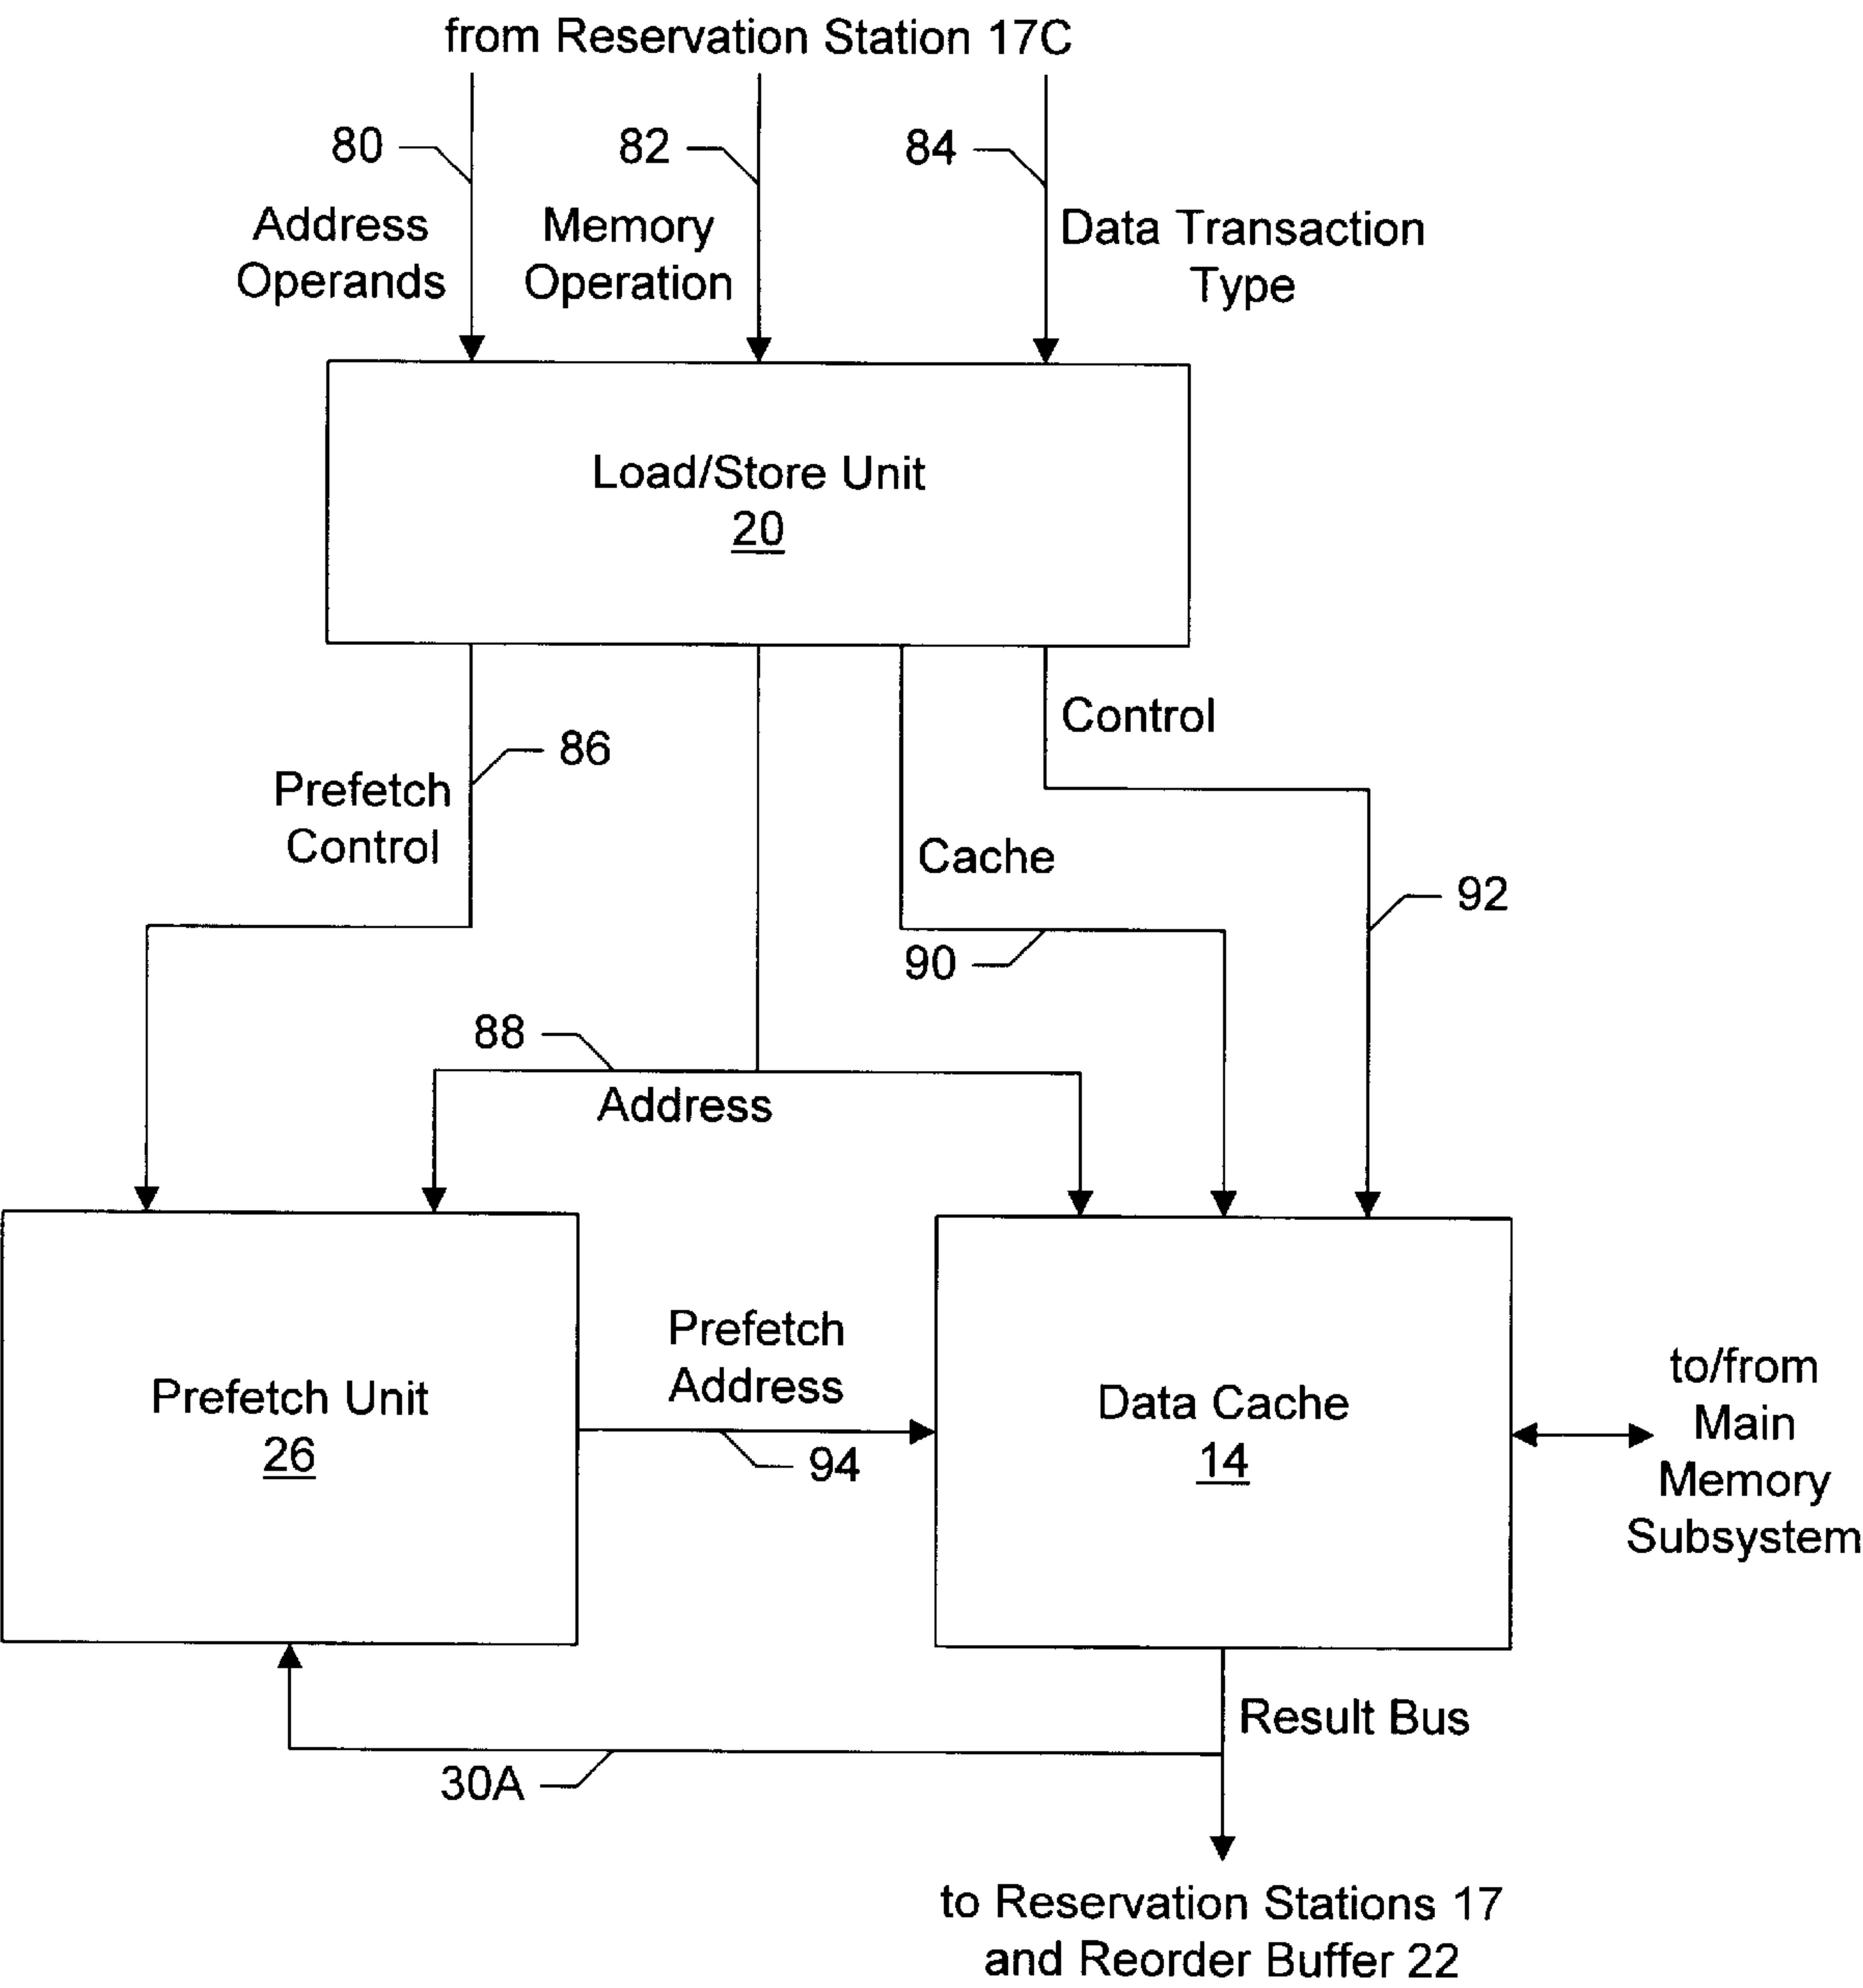 from Reservation Station 17C
80
82
84
Address
Operands
Memory
Operation
Data Transaction
Type
Load/Store Unit
20
Control
86
Prefetch
Control
Cache
92
90
88
Address
Prefetch Unit
26
Prefetch
Address
94
Data Cache
14
to/from
Main
Memory
Subsystem
Result Bus
30A
to Reservation Stations 17
and Reorder Buffer 22